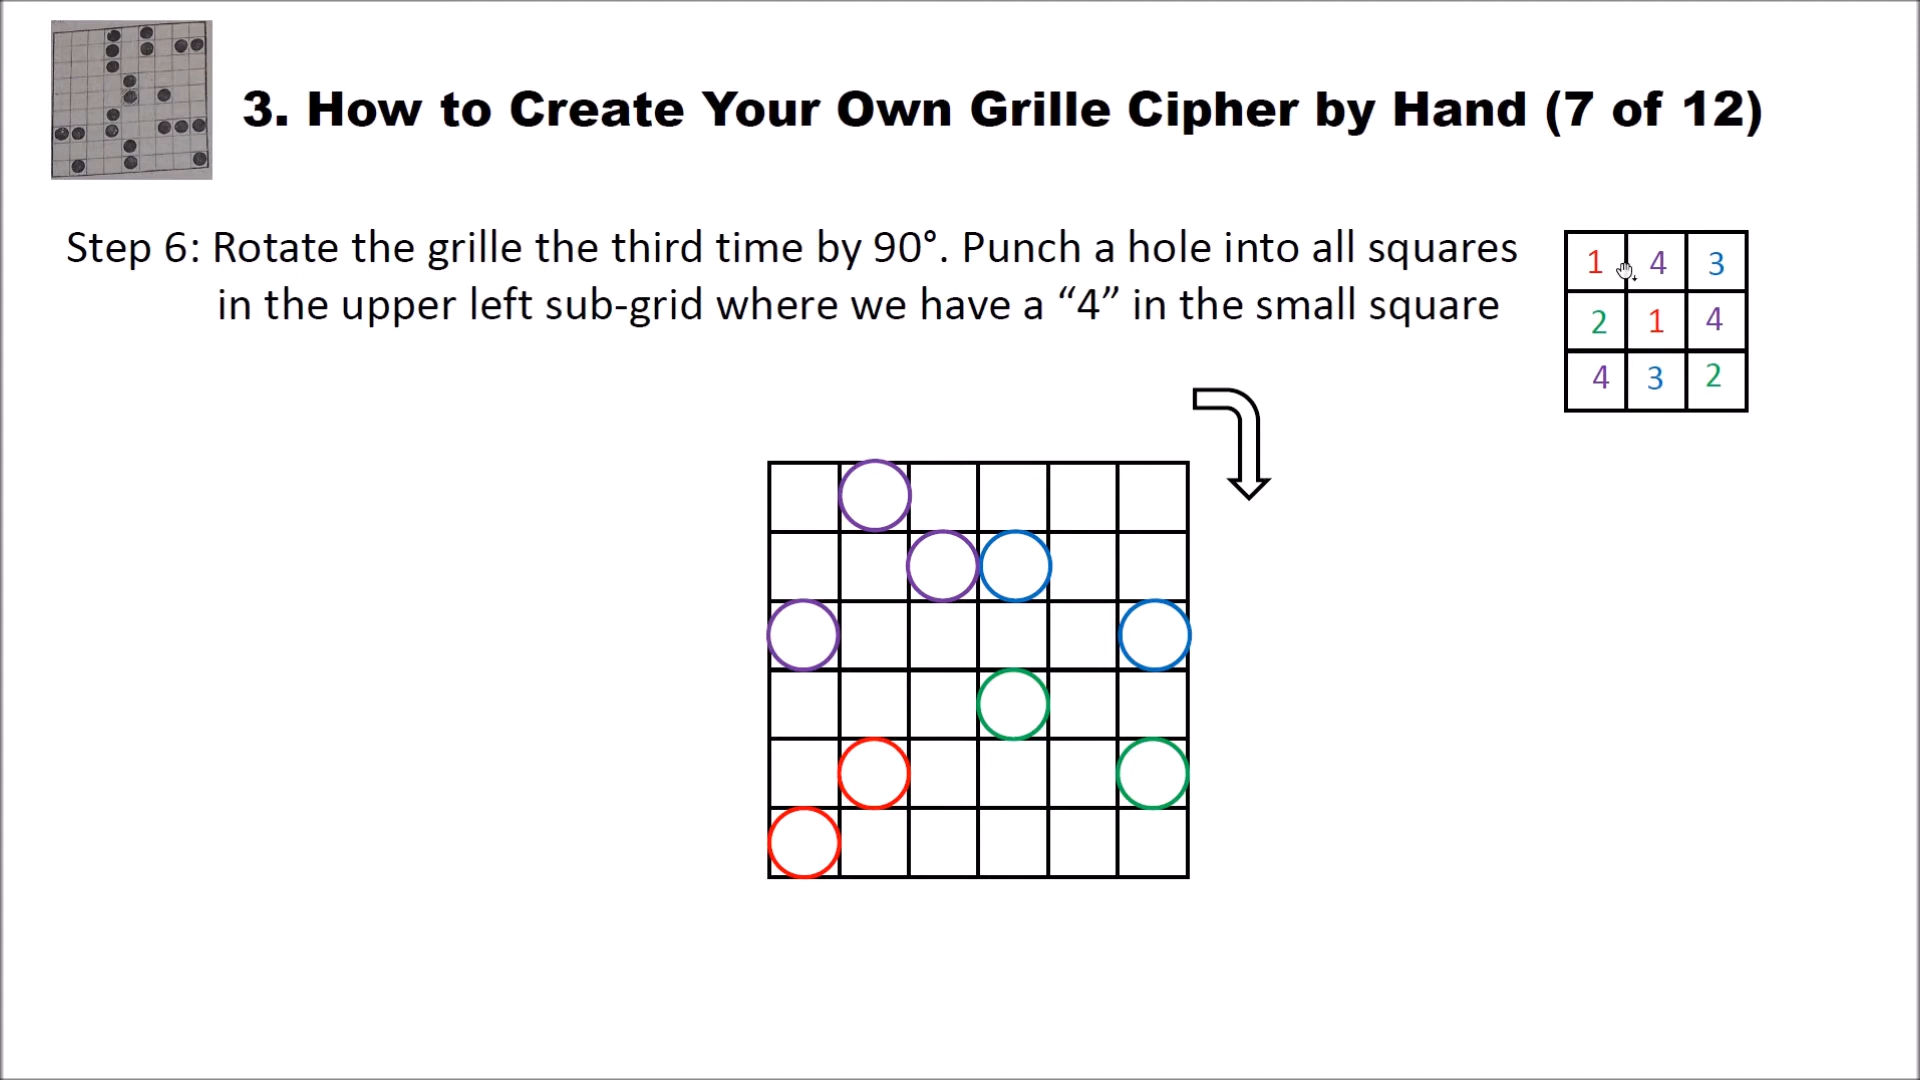 3. How to Create Your Own Grille Cipher by Hand (7 of 12)
Step 6: Rotate the grille the third time by 90°. Punch a hole into all squares
in the upper left sub-grid where we have a “4” in the small square
1 4 3
2 1 4
4 3 2